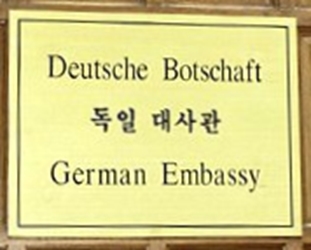 Deutsche Botschaft
독일 대사관
German Embassy